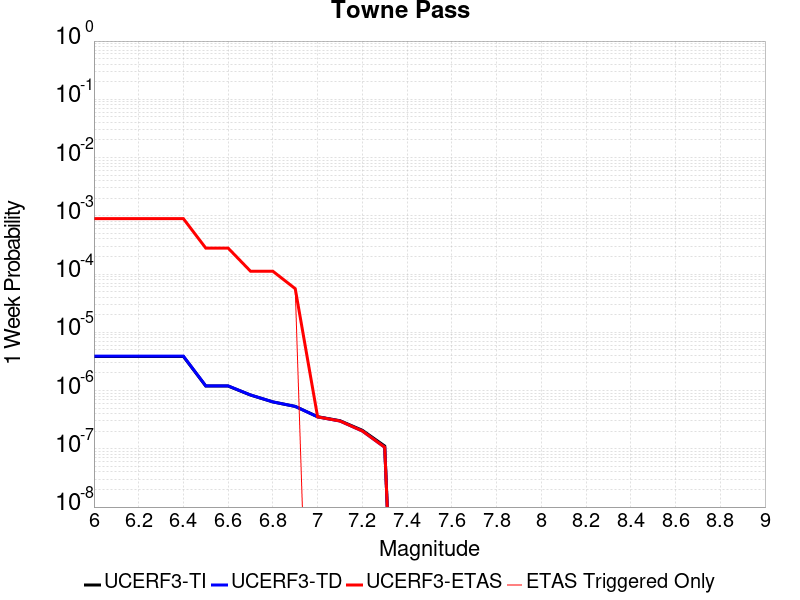 Towne Pass
10^0
10^-1
10^-2
10^-3
10^-4
10^-5
10^-6
10^-7
10^-8
1 Week Probability
6 6.2 6.4 6.6 6.8 7 7.2 7.4 7.6 7.8 8 8.2 8.4 8.6 8.8 9
Magnitude
UCERF3-TI UCERF3-TD UCERF3-ETAS ETAS Triggered Only